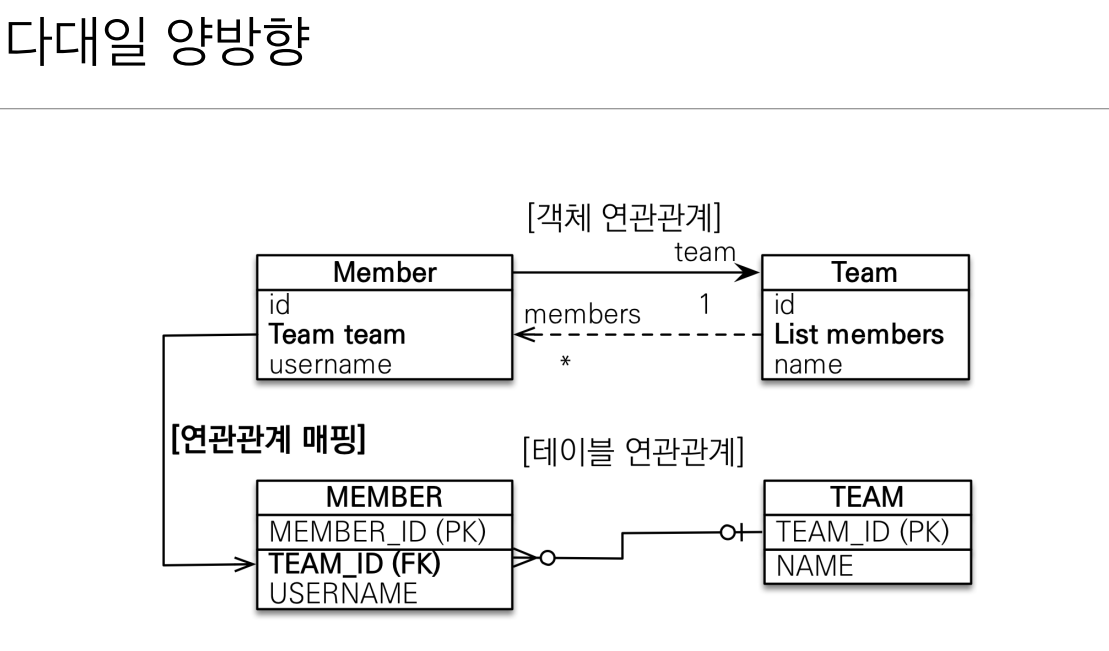 다대일 양방향
[객체 연관관계]
team
Member
Team
id
Team team
username
members
1
*
id
List members
name
[연관관계 매핑]
[테이블 연관관계]
MEMBER
MEMBER_ID (PK)
TEAM_ID (FK)
USERNAME
TEAM
TEAM_ID (PK)
NAME